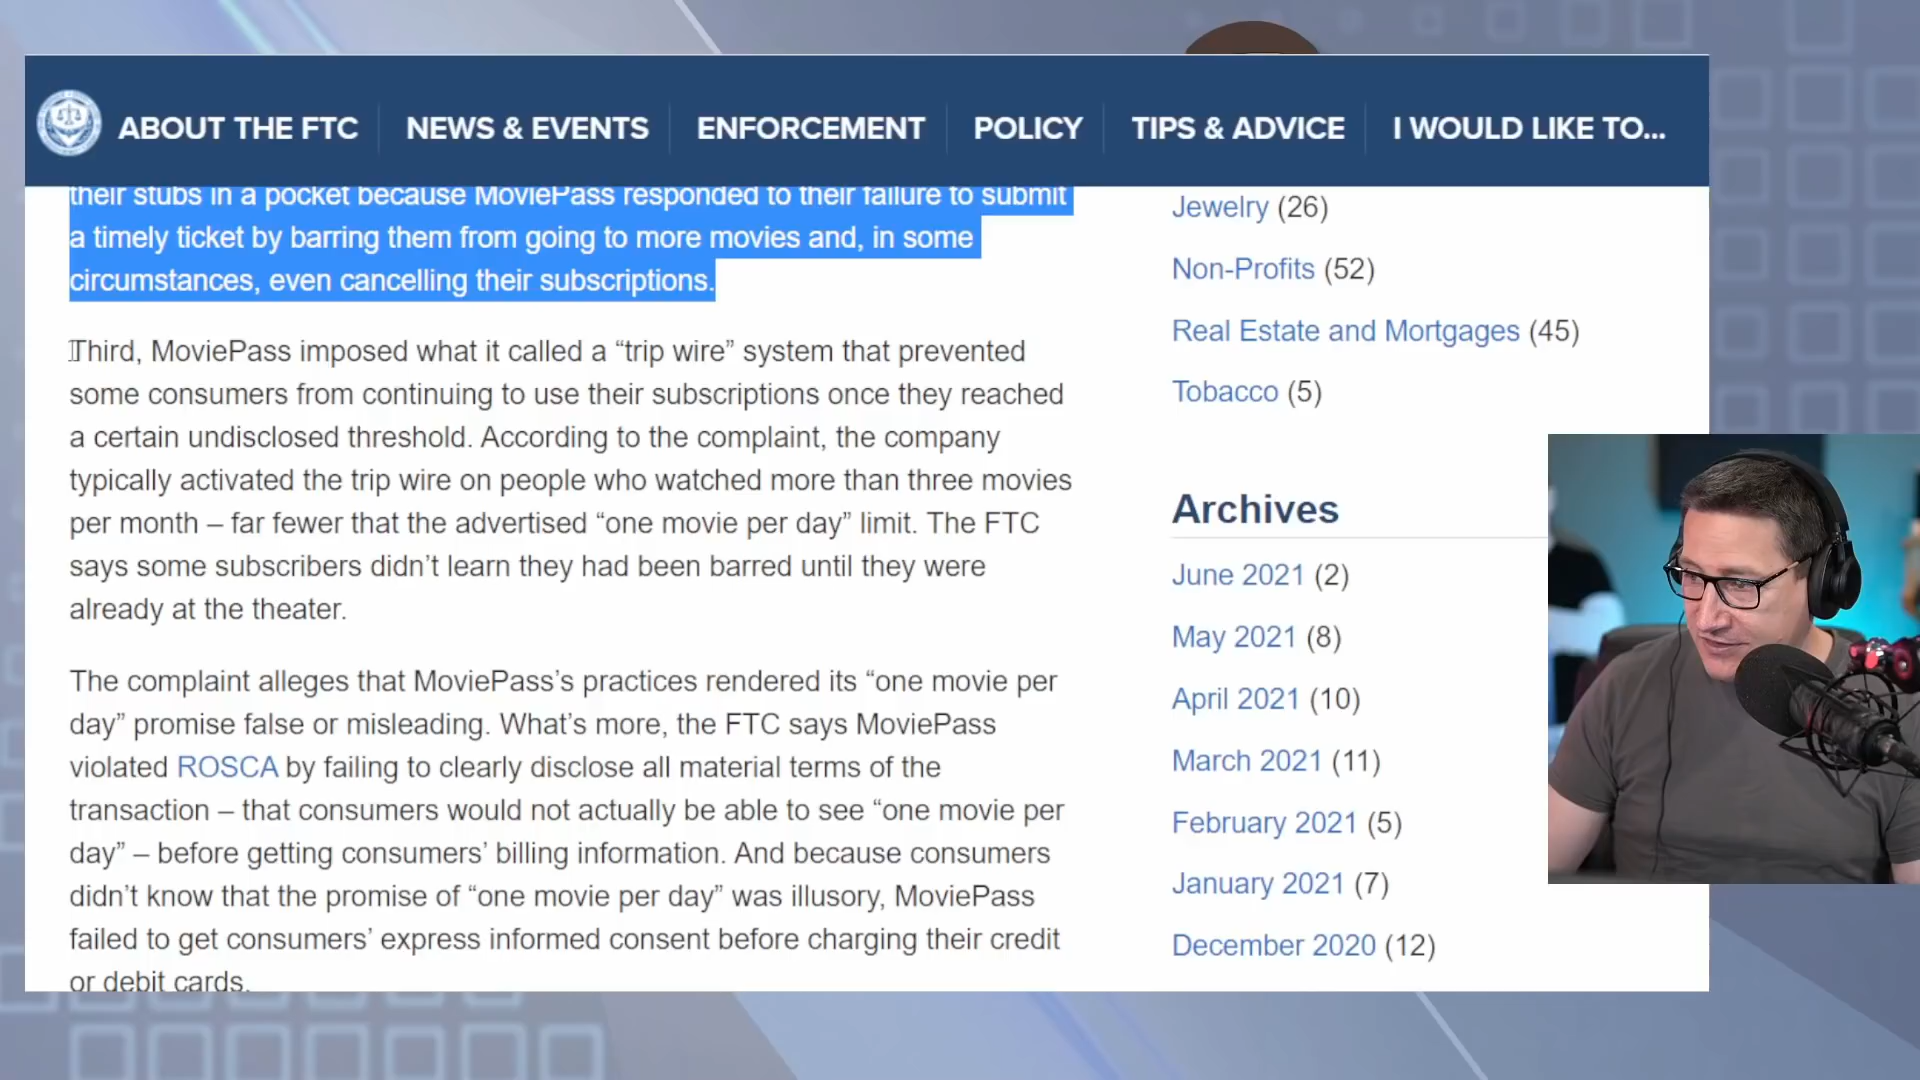 ABOUT THE FTC
NEWS & EVENTS
ENFORCEMENT
POLICY
TIPS & ADVICE
I WOULD LIKE TO...
their stubs in a pocket because MoviePass responded to their failure to submit
a timely ticket by barring them from going to more movies and, in some
circumstances, even cancelling their subscriptions.
Third, MoviePass imposed what it called a “trip wire” system that prevented
some consumers from continuing to use their subscriptions once they reached
a certain undisclosed threshold. According to the complaint, the company
typically activated the trip wire on people who watched more than three movies
per month – far fewer that the advertised “one movie per day” limit. The FTC
says some subscribers didn’t learn they had been barred until they were
already at the theater.
The complaint alleges that MoviePass’s practices rendered its “one movie per
day” promise false or misleading. What’s more, the FTC says MoviePass
violated ROSCA by failing to clearly disclose all material terms of the
transaction – that consumers would not actually be able to see “one movie per
day” – before getting consumers’ billing information. And because consumers
didn’t know that the promise of “one movie per day” was illusory, MoviePass
failed to get consumers’ express informed consent before charging their credit
or debit cards.
Jewelry (26)
Non-Profits (52)
Real Estate and Mortgages (45)
Tobacco (5)
Archives
June 2021 (2)
May 2021 (8)
April 2021 (10)
March 2021 (11)
February 2021 (5)
January 2021 (7)
December 2020 (12)